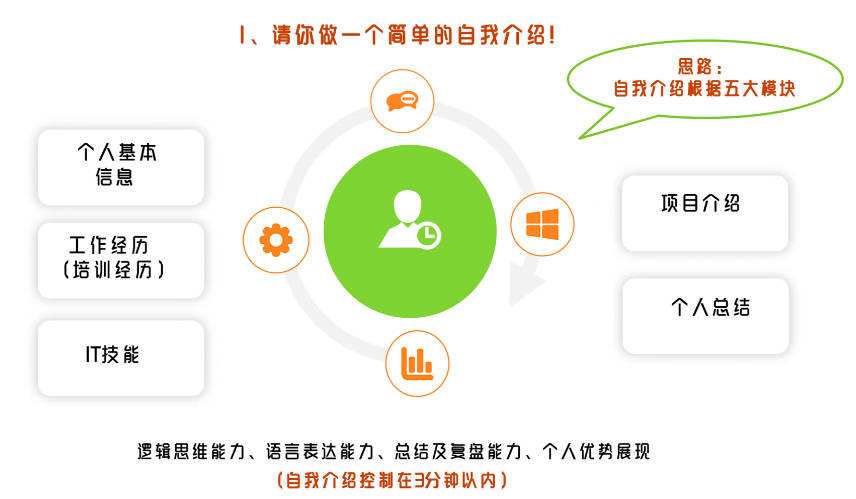 1、请你做一个简单的自我介绍!
思路:
自我介绍根据五大模块
个人基本
信息
工作经历
(培训经历)
IT技能
项目介绍
个人总结
逻辑思维能力、语言表达能力、总结及复盘能力、个人优势展现
(自我介绍控制在3分钟以内)